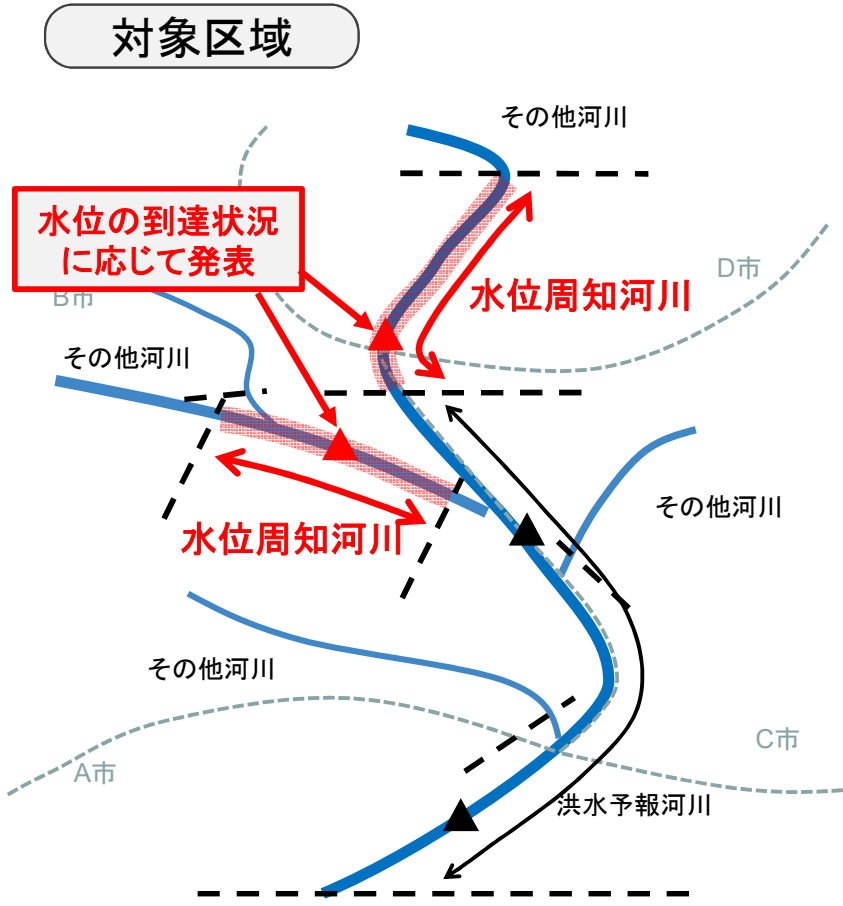 対象区域
その他河川
水位の到達状況
に応じて発表
水位周知河川
D市
B市
その他河川
その他河川
水位周知河川
その他河川
C市
A市
洪水予報河川